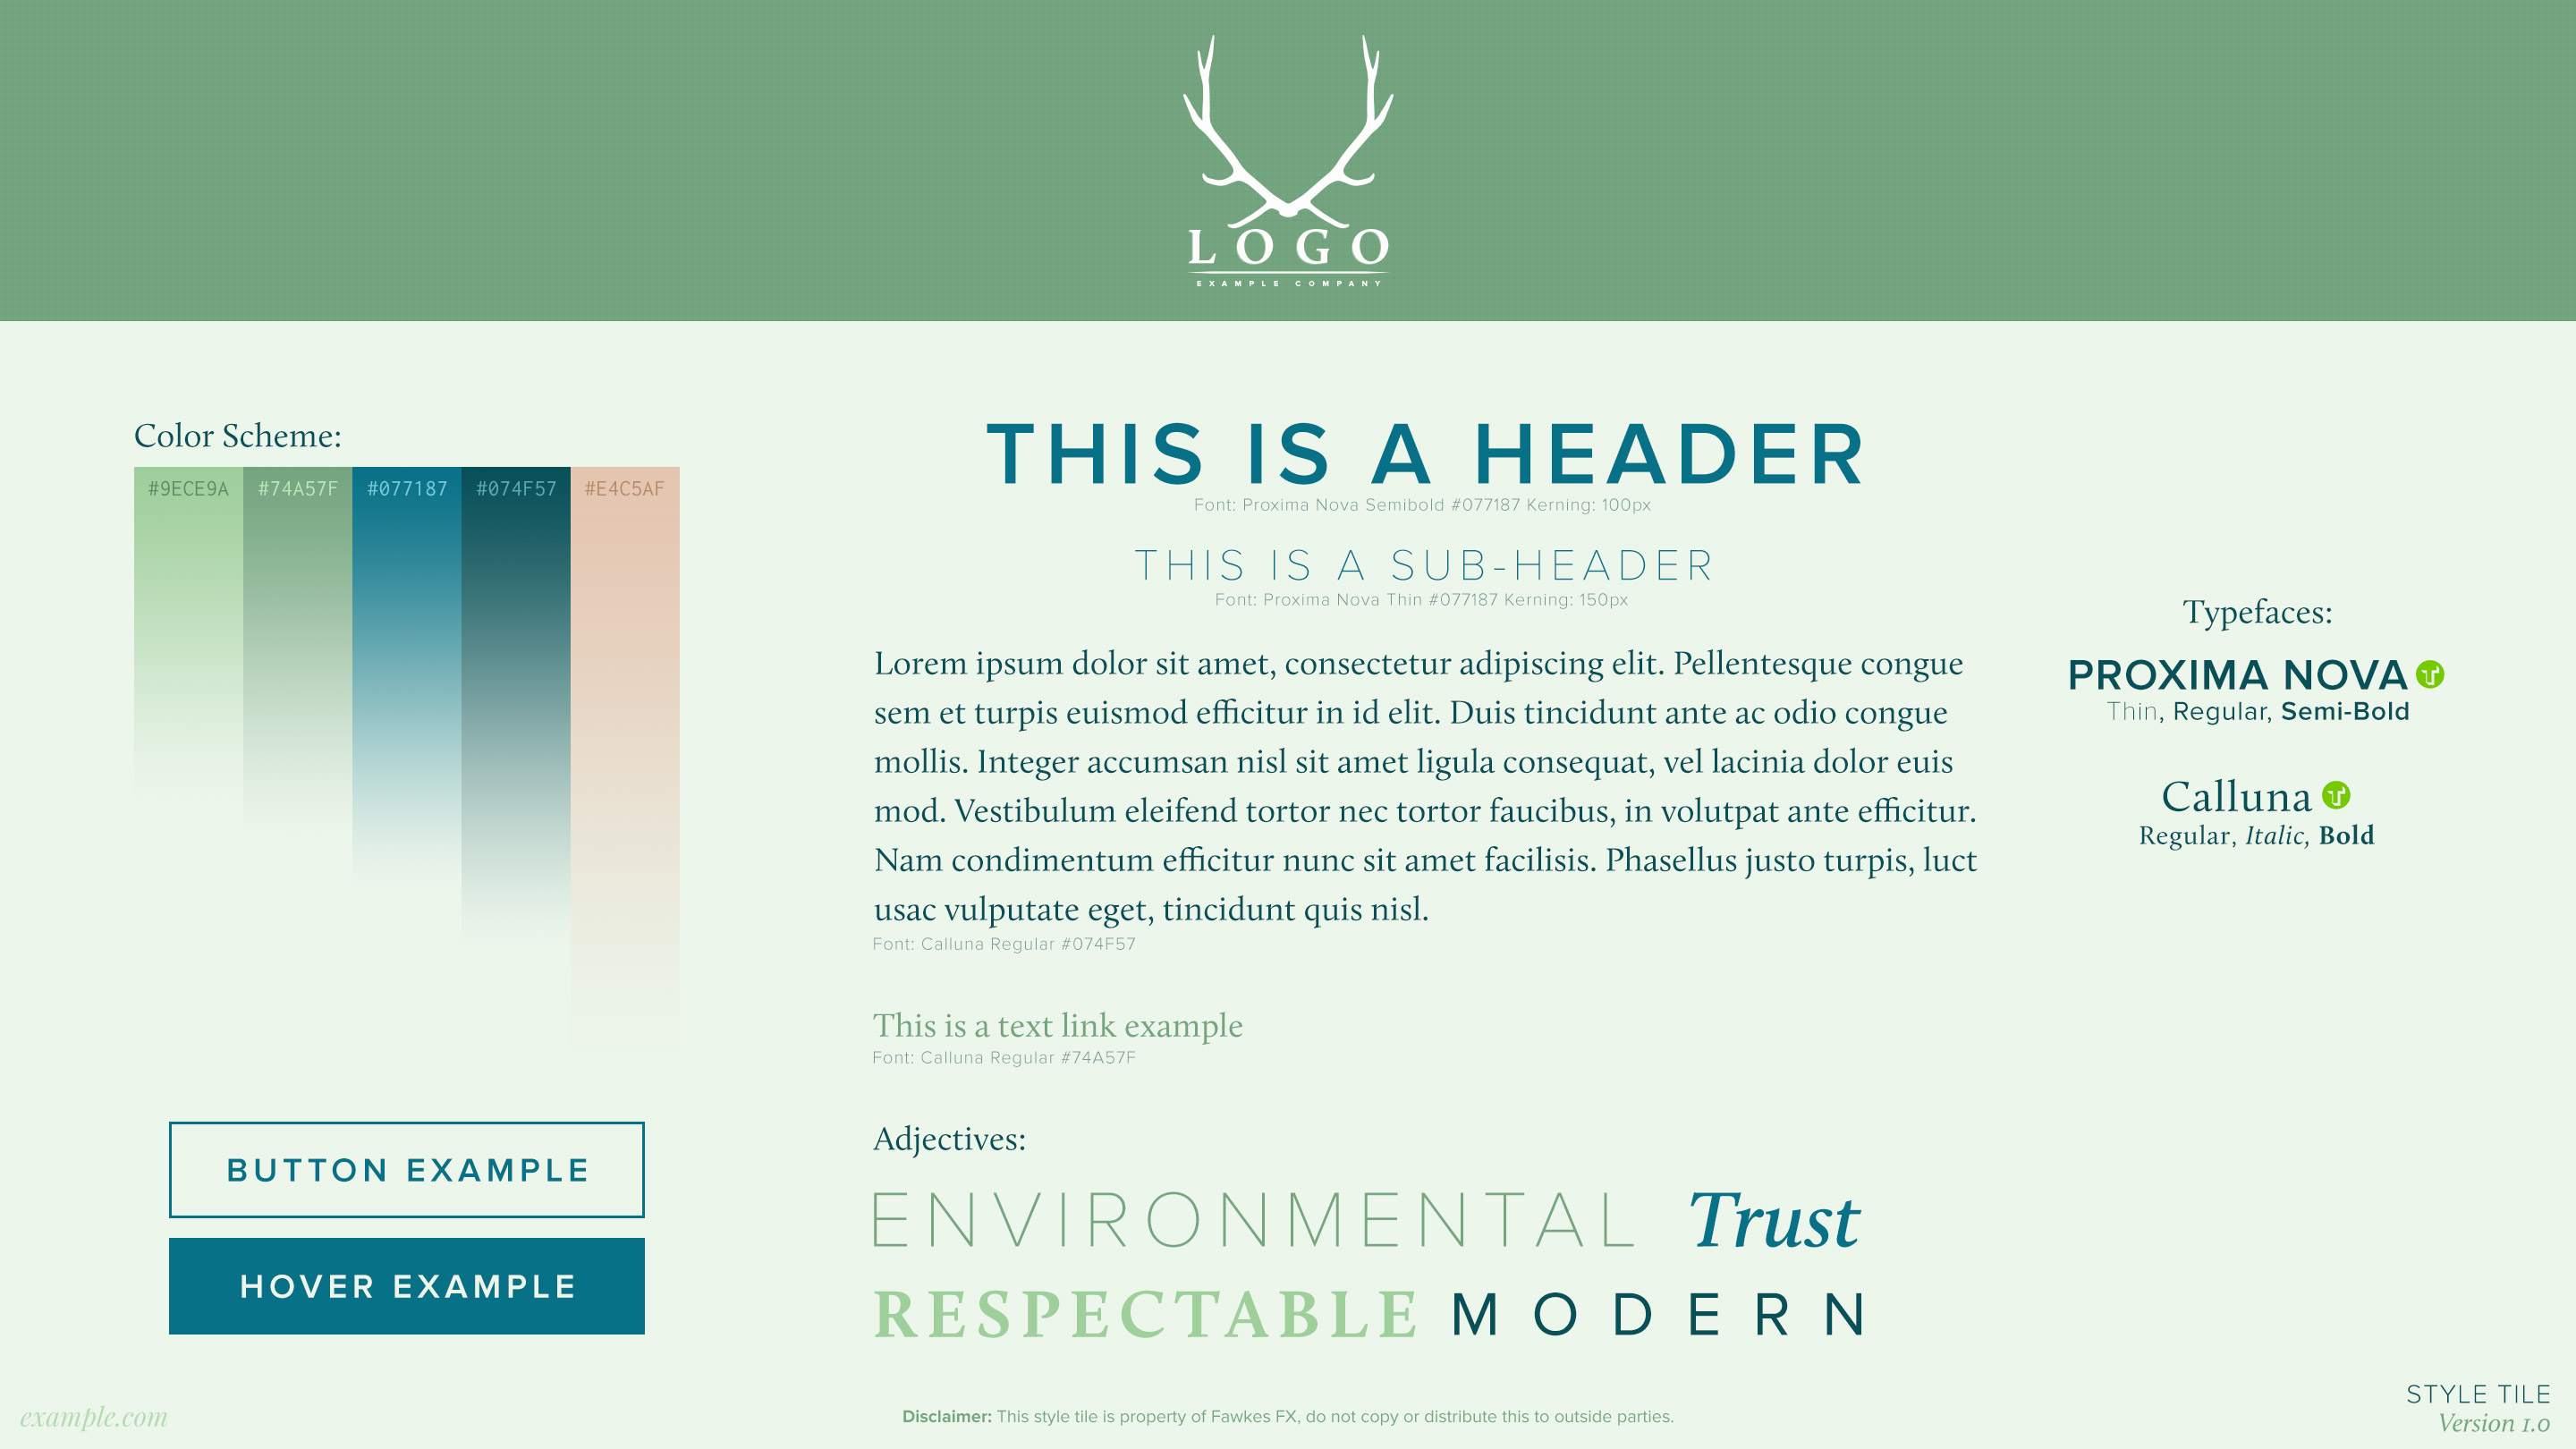 LOGO
EXAMPLE COMPANY
Color Scheme:
#9ECE9A #74A57F #077187 #074F57 #E4C5AF
BUTTON EXAMPLE
HOVER EXAMPLE
THIS IS A HEADER
Font: Proxima Nova Semibold #077187 Kerning: 100px
THIS IS A SUB-HEADER
Font: Proxima Nova Thin #077187 Kerning: 150px
Lorem ipsum dolor sit amet, consectetur adipiscing elit. Pellentesque congue
sem et turpis euismod efficitur in id elit. Duis tincidunt ante ac odio congue
mollis. Integer accumsan nisl sit amet ligula consequat, vel lacinia dolor euis
mod. Vestibulum eleifend tortor nec tortor faucibus, in volutpat ante efficitur.
Nam condimentum efficitur nunc sit amet facilisis. Phasellus justo turpis, luct
usac vulputate eget, tincidunt quis nisl.
Font: Calluna Regular #074F57
This is a text link example
Font: Calluna Regular #74A57F
Adjectives:
ENVIRONMENTAL Trust
RESPECTABLE MODERN
Typefaces:
PROXIMA NOVA
Thin, Regular, Semi-Bold
Calluna
Regular, Italic, Bold
example.com
Disclaimer: This style tile is property of Fawkes FX, do not copy or distribute this to outside parties.
STYLE TILE
Version 1.0